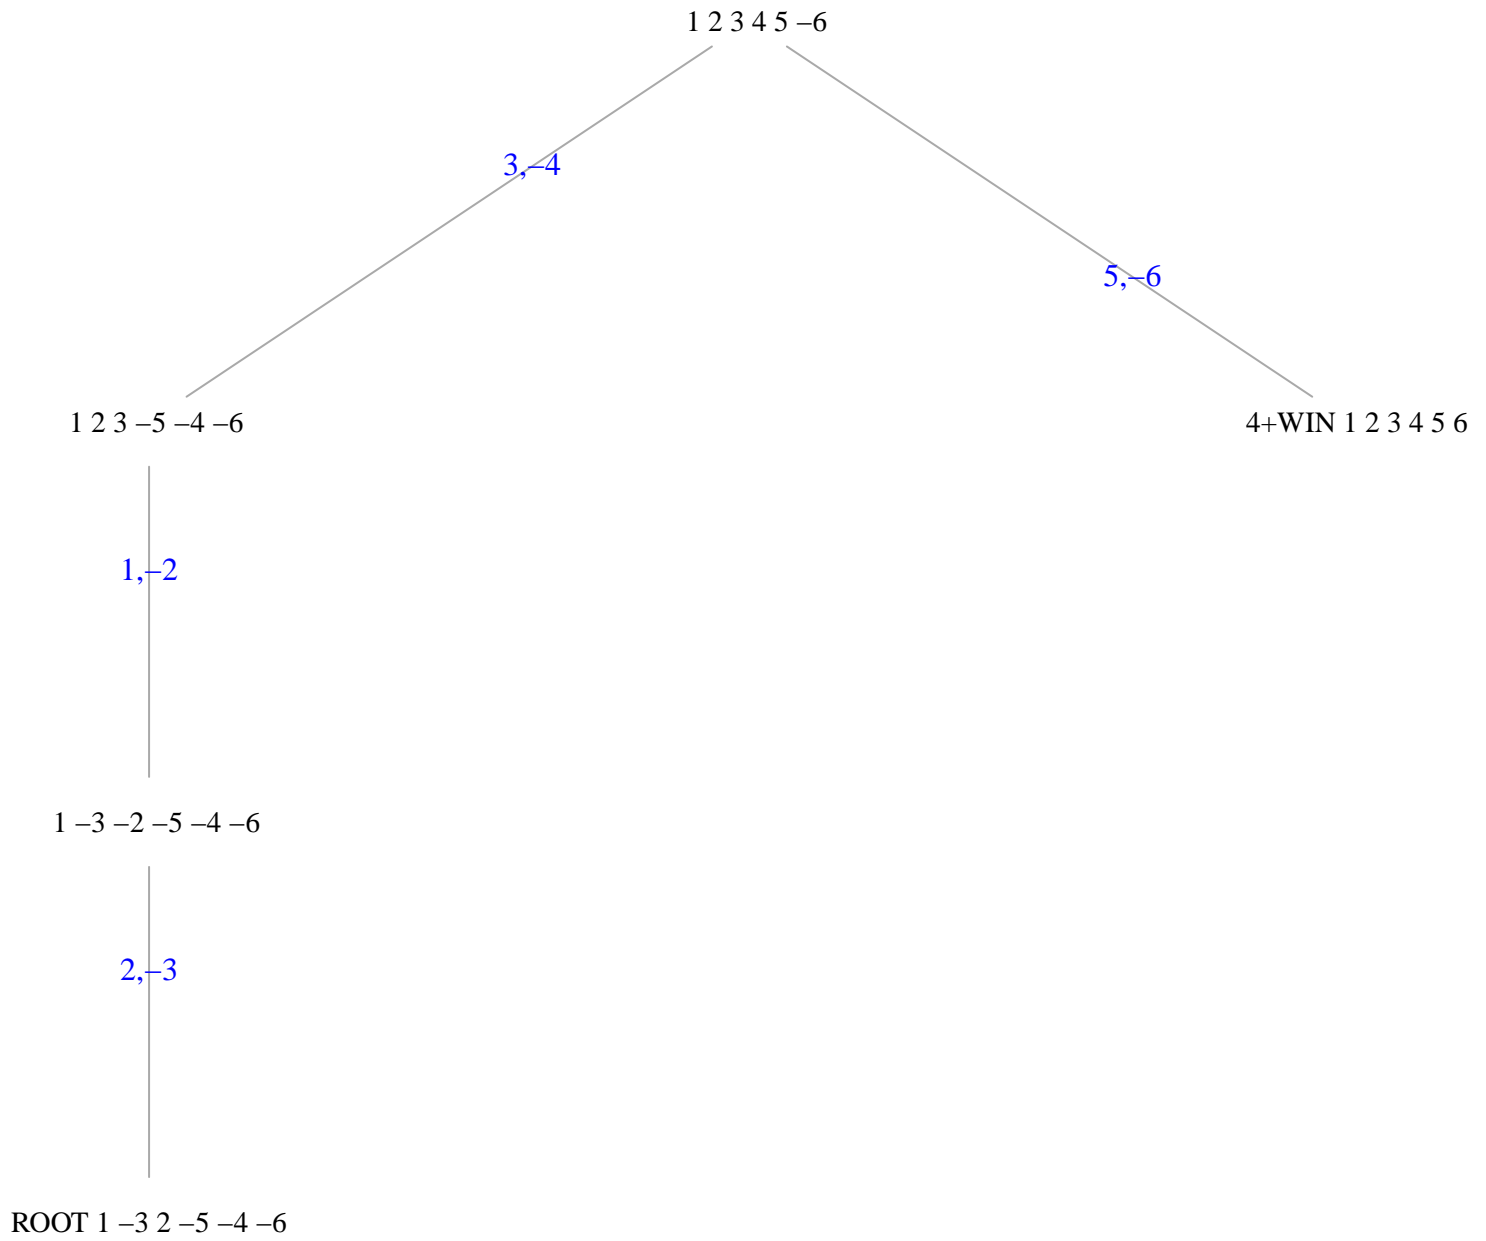 1 2 3 4 5 –6
3,–4
5,–6
1 2 3 –5 –4 –6
4+WIN 1 2 3 4 5 6
1,–2
1 –3 –2 –5 –4 –6
2,–3
ROOT 1 –3 2 –5 –4 –6